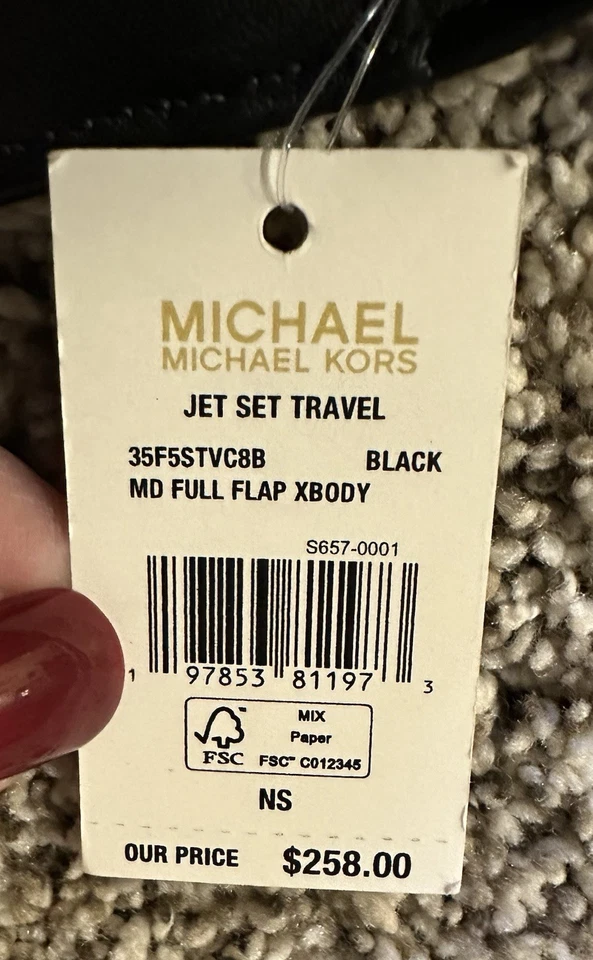 MICHAEL
MICHAEL KORS
JET SET TRAVEL
35F5STVC8B BLACK
MD FULL FLAP XBODY
S657-0001
1 97853 81197 3
FSC
MIX
Paper
FSC™ C012345
NS
OUR PRICE $258.00